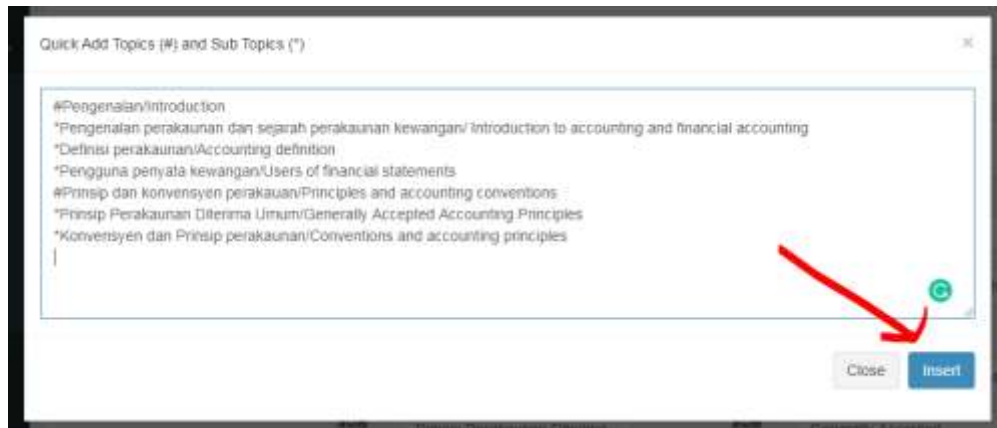 Quick Add Topics (#) and Sub Topics (*)
×
#Pengenalan/Introduction
*Pengenalan perakaunan dan sejarah perakaunan kewangan/ Introduction to accounting and financial accounting
*Definisi perakaunan/Accounting definition
*Pengguna penyata kewangan/Users of financial statements
#Prinsip dan konvensyen perakauan/Principles and accounting conventions
*Prinsip Perakaunan Diterima Umum/Generally Accepted Accounting Principles
*Konvensyen dan Prinsip perakaunan/Conventions and accounting principles
Close Insert